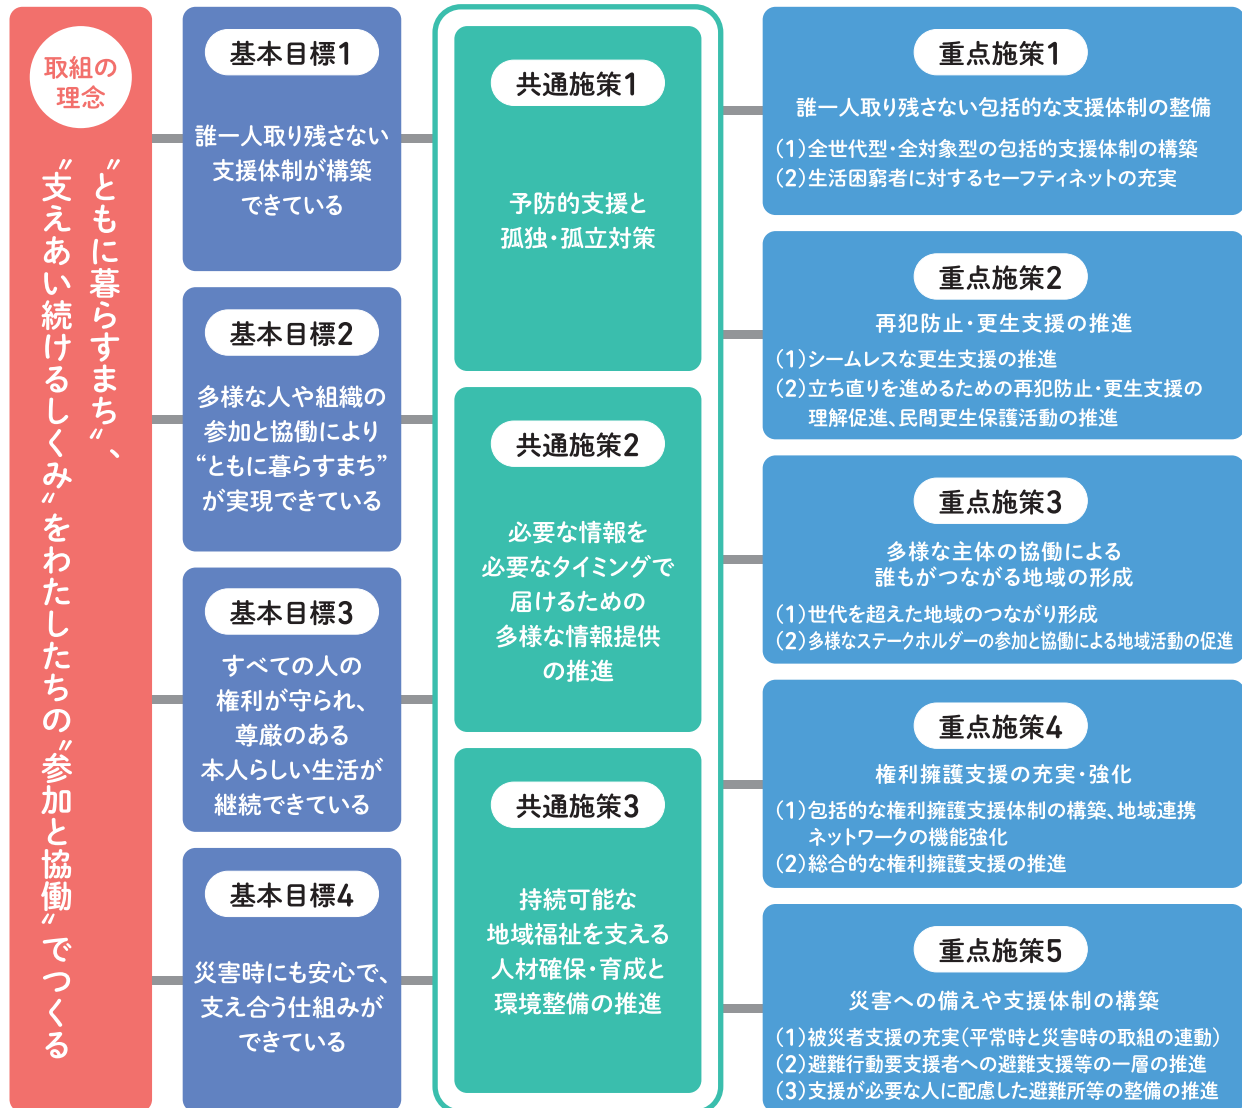 取組の
理念
“ともに暮らすまち”、
“支えあい続けるしくみ”をわたしたちの“参加と協働”でつくる
基本目標1
誰一人取り残さない
支援体制が構築
できている
基本目標2
多様な人や組織の
参加と協働により
“ともに暮らすまち”
が実現できている
基本目標3
すべての人の
権利が守られ、
尊厳のある
本人らしい生活が
継続できている
基本目標4
災害時にも安心で、
支え合う仕組みが
できている
共通施策1
予防的支援と
孤独・孤立対策
共通施策2
必要な情報を
必要なタイミングで
届けるための
多様な情報提供
の推進
共通施策3
持続可能な
地域福祉を支える
人材確保・育成と
環境整備の推進
重点施策1
誰一人取り残さない包括的な支援体制の整備
(1)全世代型・全対象型の包括的支援体制の構築
(2)生活困窮者に対するセーフティネットの充実
重点施策2
再犯防止・更生支援の推進
(1)シームレスな更生支援の推進
(2)立ち直りを進めるための再犯防止・更生支援の
理解促進、民間更生保護活動の推進
重点施策3
多様な主体の協働による
誰もがつながる地域の形成
(1)世代を超えた地域のつながり形成
(2)多様なステークホルダーの参加と協働による地域活動の促進
重点施策4
権利擁護支援の充実・強化
(1)包括的な権利擁護支援体制の構築、地域連携
ネットワークの機能強化
(2)総合的な権利擁護支援の推進
重点施策5
災害への備えや支援体制の構築
(1)被災者支援の充実(平常時と災害時の取組の連動)
(2)避難行動要支援者への避難支援等の一層の推進
(3)支援が必要な人に配慮した避難所等の整備の推進